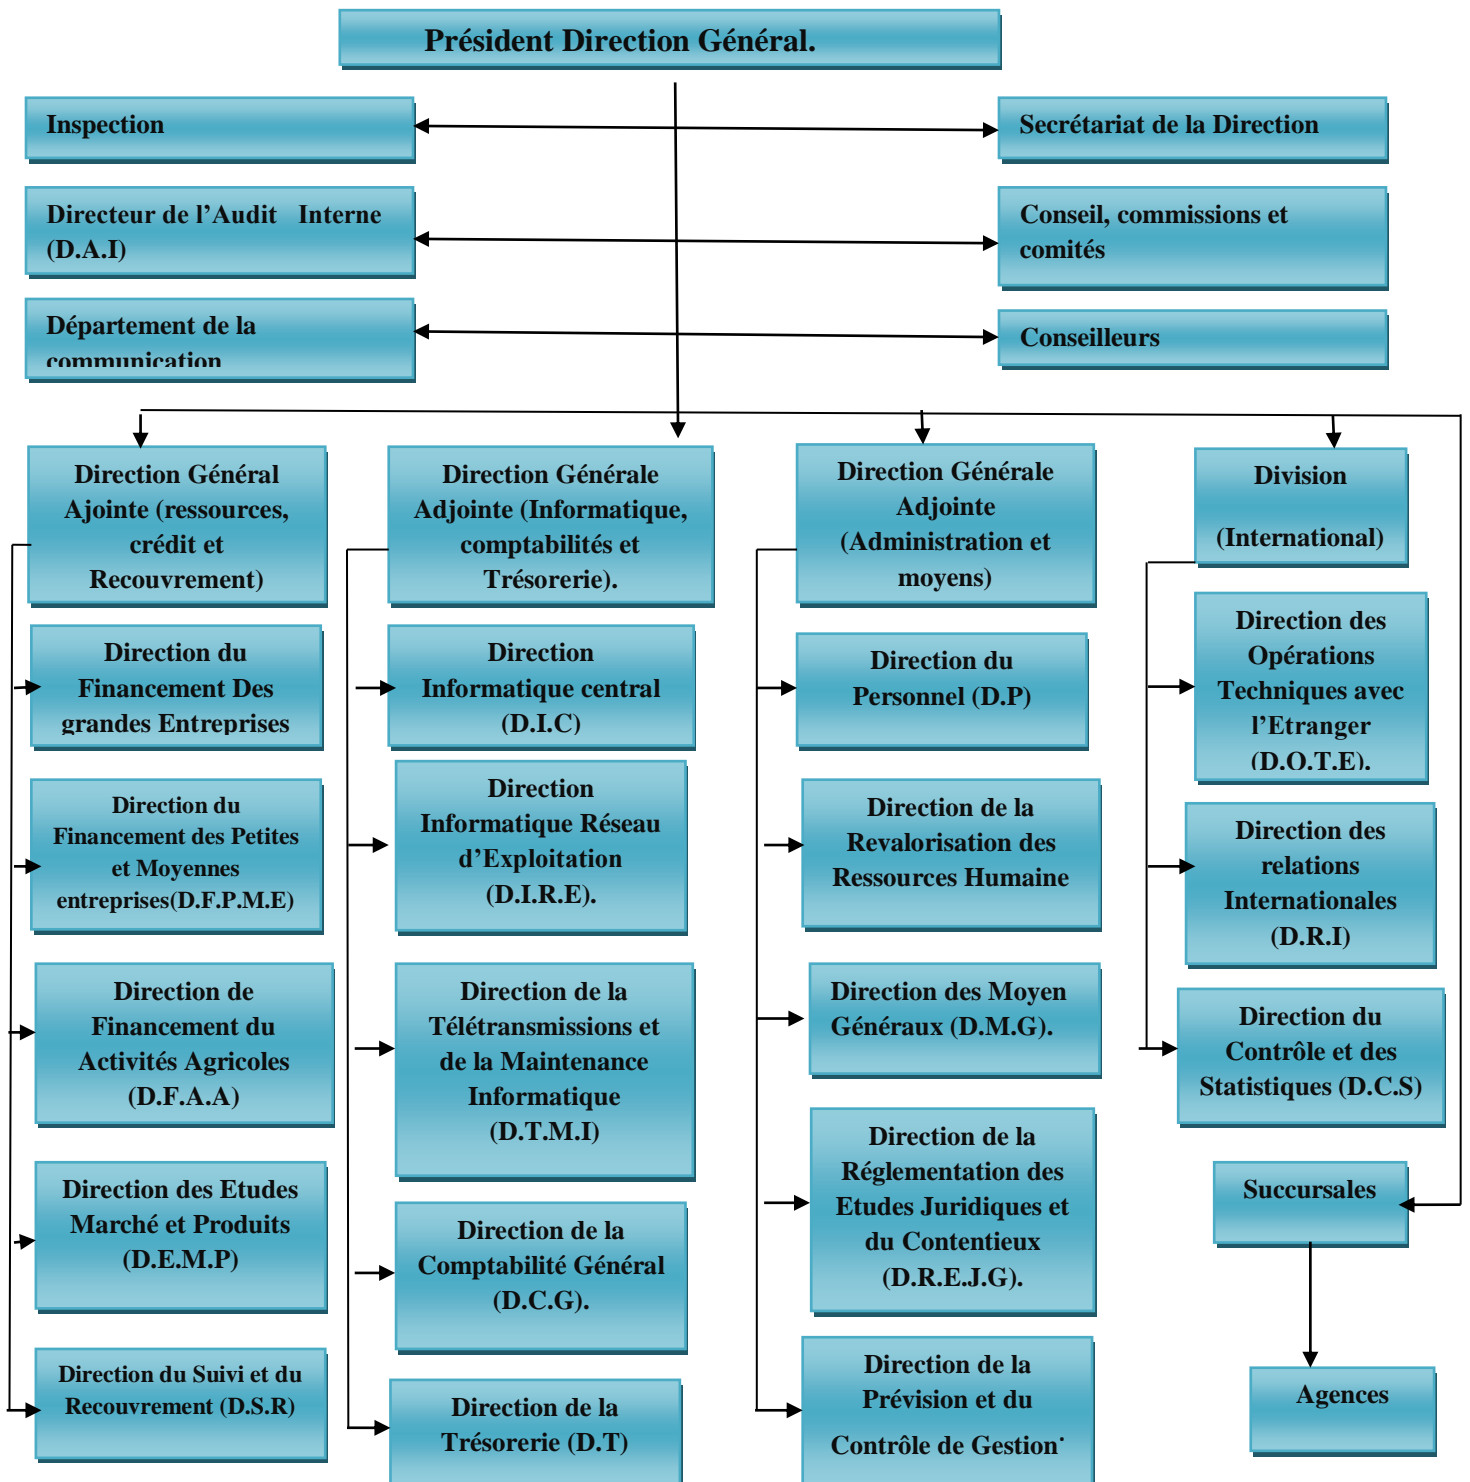 Président Direction Général.
Inspection
Secrétariat de la Direction
Directeur de l’Audit Interne
(D.A.I)
Conseil, commissions et
comités
Département de la
communication
Conseilleurs
Direction Général
Ajointe (ressources,
crédit et
Recouvrement)
Direction Générale
Adjointe (Informatique,
comptabilités et
Trésorerie).
Direction Générale
Adjointe
(Administration et
moyens)
Division
(International)
Direction du
Financement Des
grandes Entreprises
Direction du
Financement des Petites
et Moyennes
entreprises(D.F.P.M.E)
Direction de
Financement du
Activités Agricoles
(D.F.A.A)
Direction des Etudes
Marché et Produits
(D.E.M.P)
Direction du Suivi et du
Recouvrement (D.S.R)
Direction
Informatique central
(D.I.C)
Direction
Informatique Réseau
d’Exploitation
(D.I.R.E).
Direction de la
Télétransmissions et
de la Maintenance
Informatique
(D.T.M.I)
Direction de la
Comptabilité Général
(D.C.G).
Direction de la
Trésorerie (D.T)
Direction du
Personnel (D.P)
Direction de la
Revalorisation des
Ressources Humaine
Direction des Moyen
Généraux (D.M.G).
Direction de la
Réglementation des
Etudes Juridiques et
du Contentieux
(D.R.E.J.G).
Direction de la
Prévision et du
Contrôle de Gestion.
Direction des
Opérations
Techniques avec
l’Etranger
(D.O.T.E).
Direction des
relations
Internationales
(D.R.I)
Direction du
Contrôle et des
Statistiques (D.C.S)
Succursales
Agences